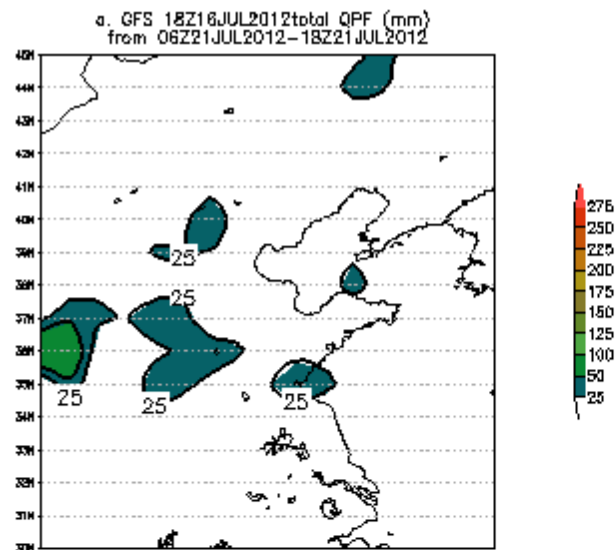 a. GFS 18Z16JUL2012total QPF (mm)
from 06Z21JUL2012-18Z21JUL2012
45N
44N
43N
42N
41N
40N
39N
38N
37N
36N
35N
34N
33N
32N
31N
30N
25
25
25
25
25
275
250
225
200
175
150
125
100
50
25